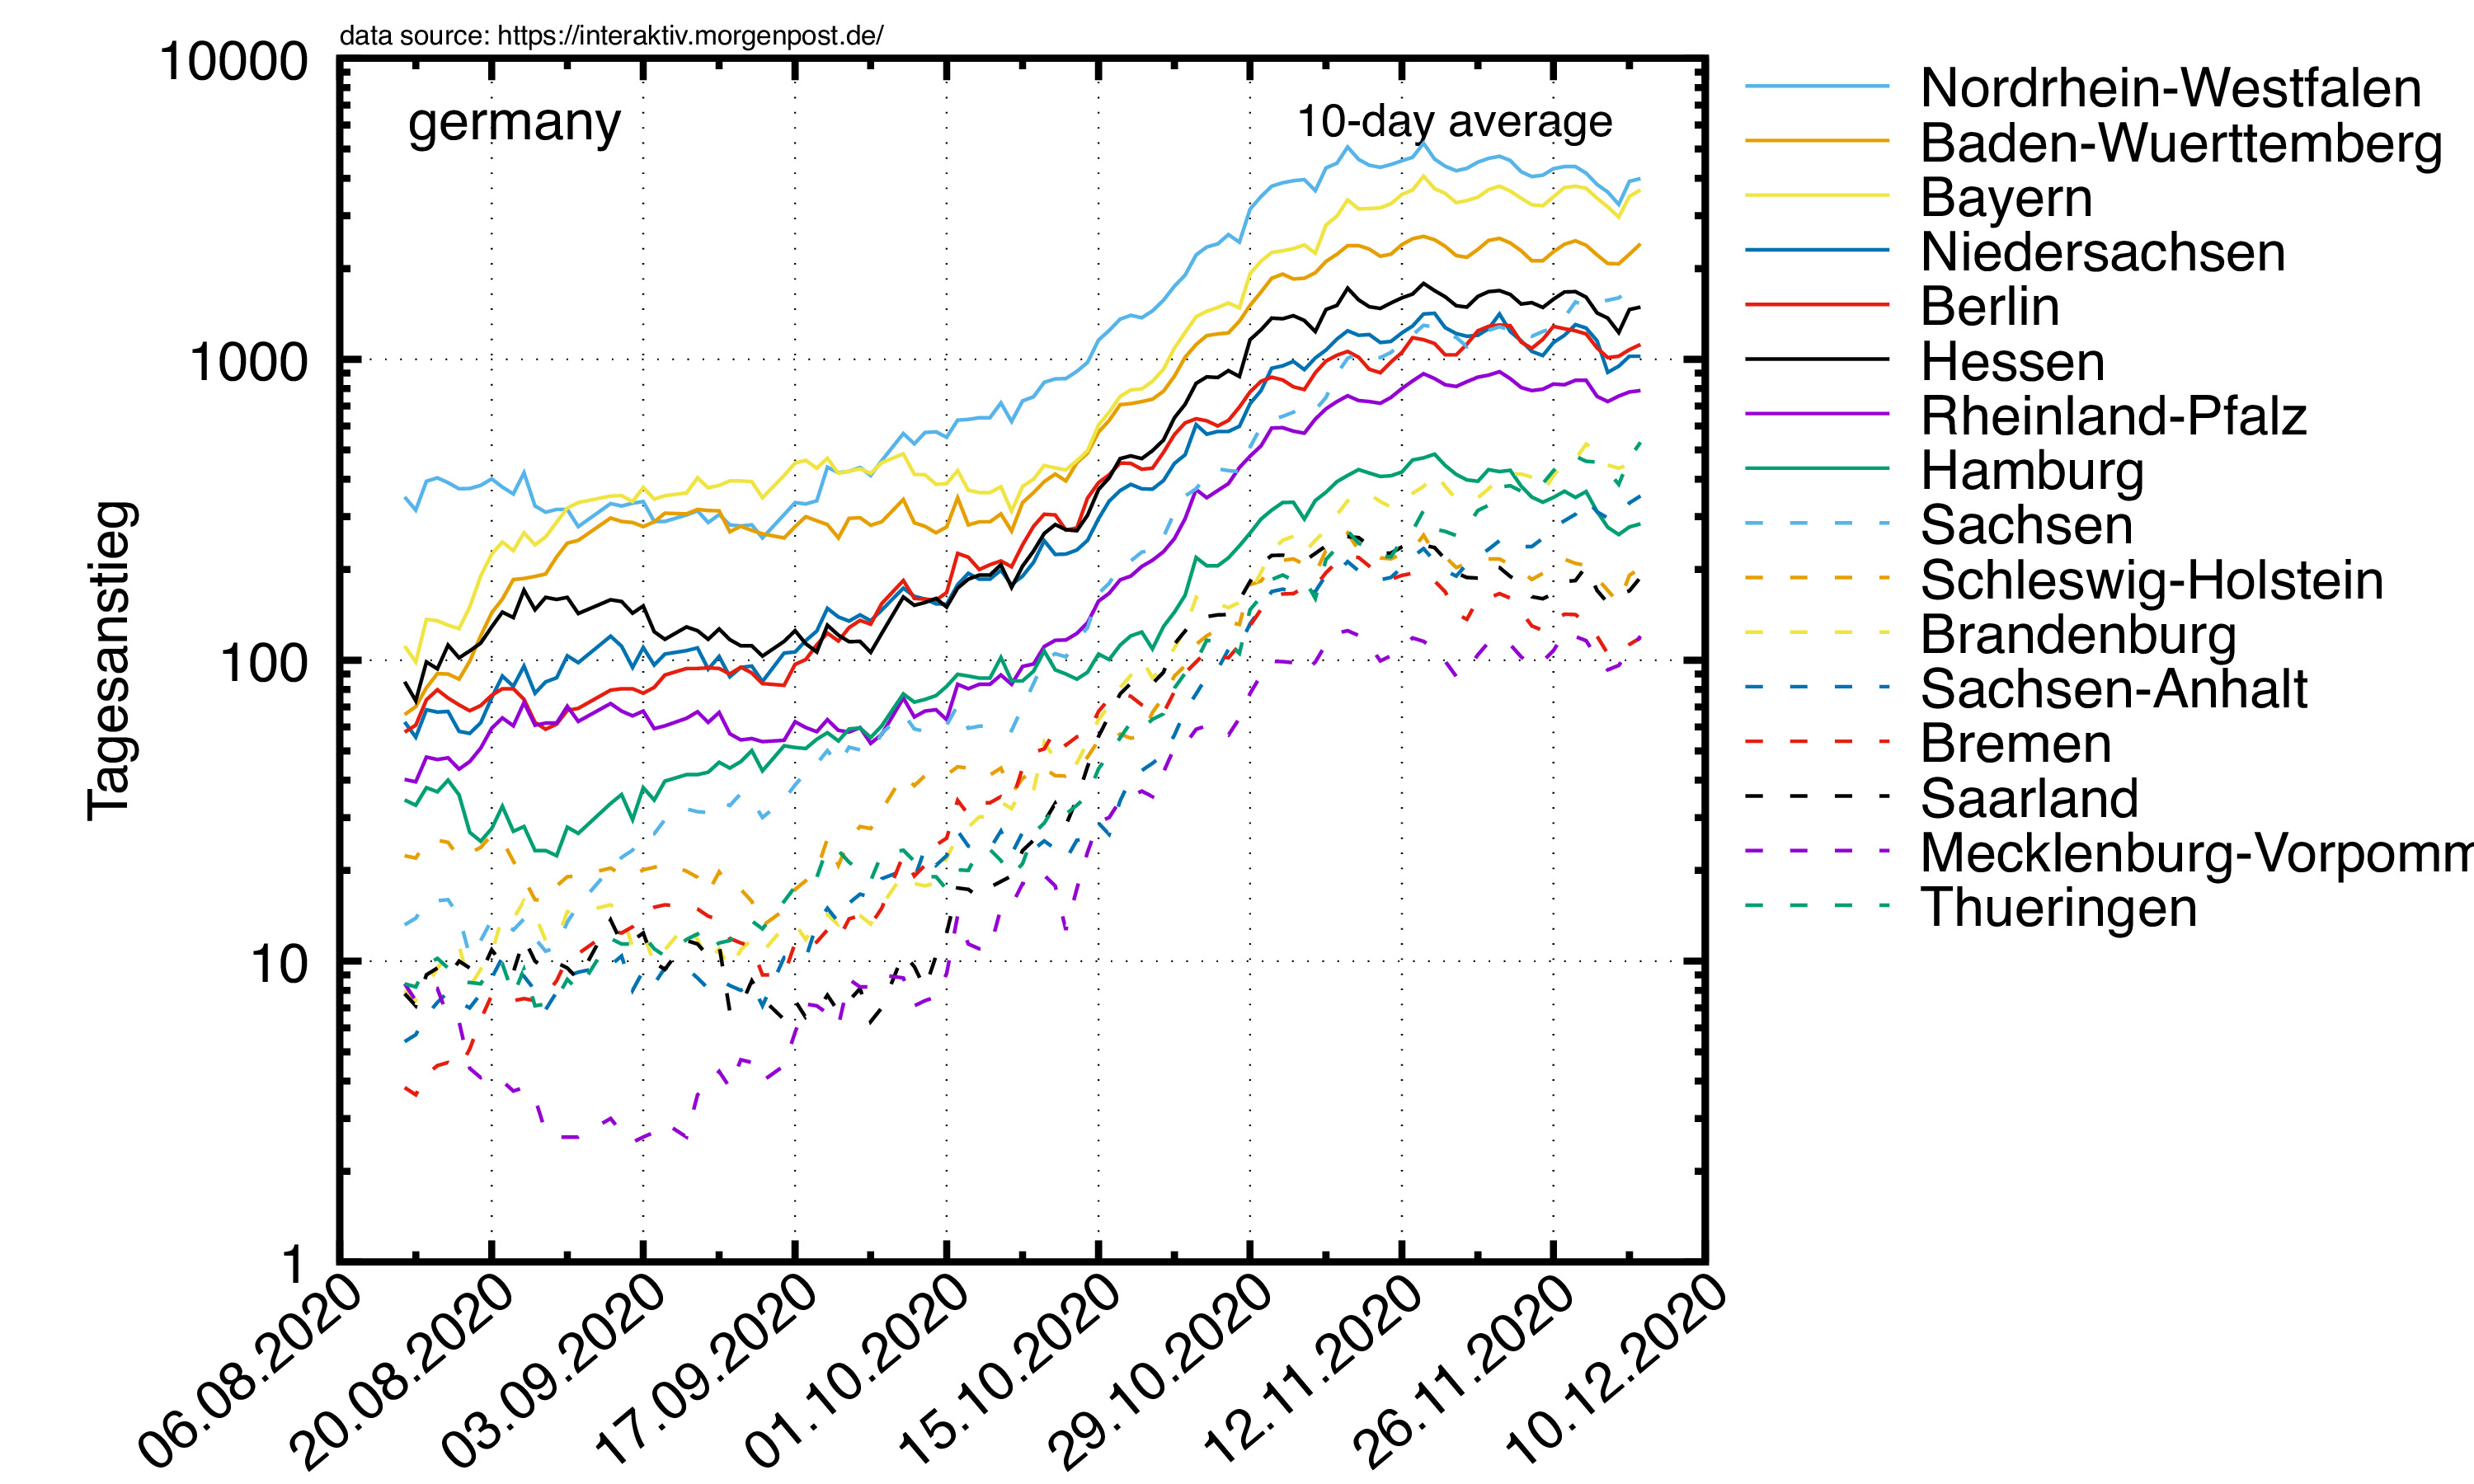 data source: https://interaktiv.morgenpost.de/
germany
10-day average
Tagesanstieg
10000
1000
100
10
1
06.08.2020
20.08.2020
03.09.2020
17.09.2020
01.10.2020
15.10.2020
29.10.2020
12.11.2020
26.11.2020
10.12.2020
Nordrhein-Westfalen
Baden-Wuerttemberg
Bayern
Niedersachsen
Berlin
Hessen
Rheinland-Pfalz
Hamburg
Sachsen
Schleswig-Holstein
Brandenburg
Sachsen-Anhalt
Bremen
Saarland
Mecklenburg-Vorpomm
Thueringen